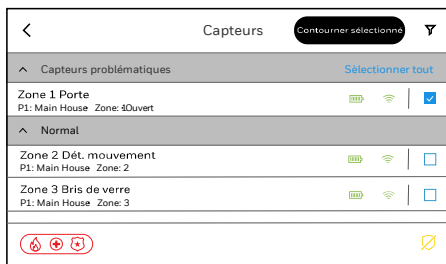 Capteurs
Contourner sélectionné
Capteurs problématiques
Sélectionner tout
Zone 1 Porte
P1: Main House Zone: 1Ouvert
Normal
Zone 2 Dét. mouvement
P1: Main House Zone: 2
Zone 3 Bris de verre
P1: Main House Zone: 3